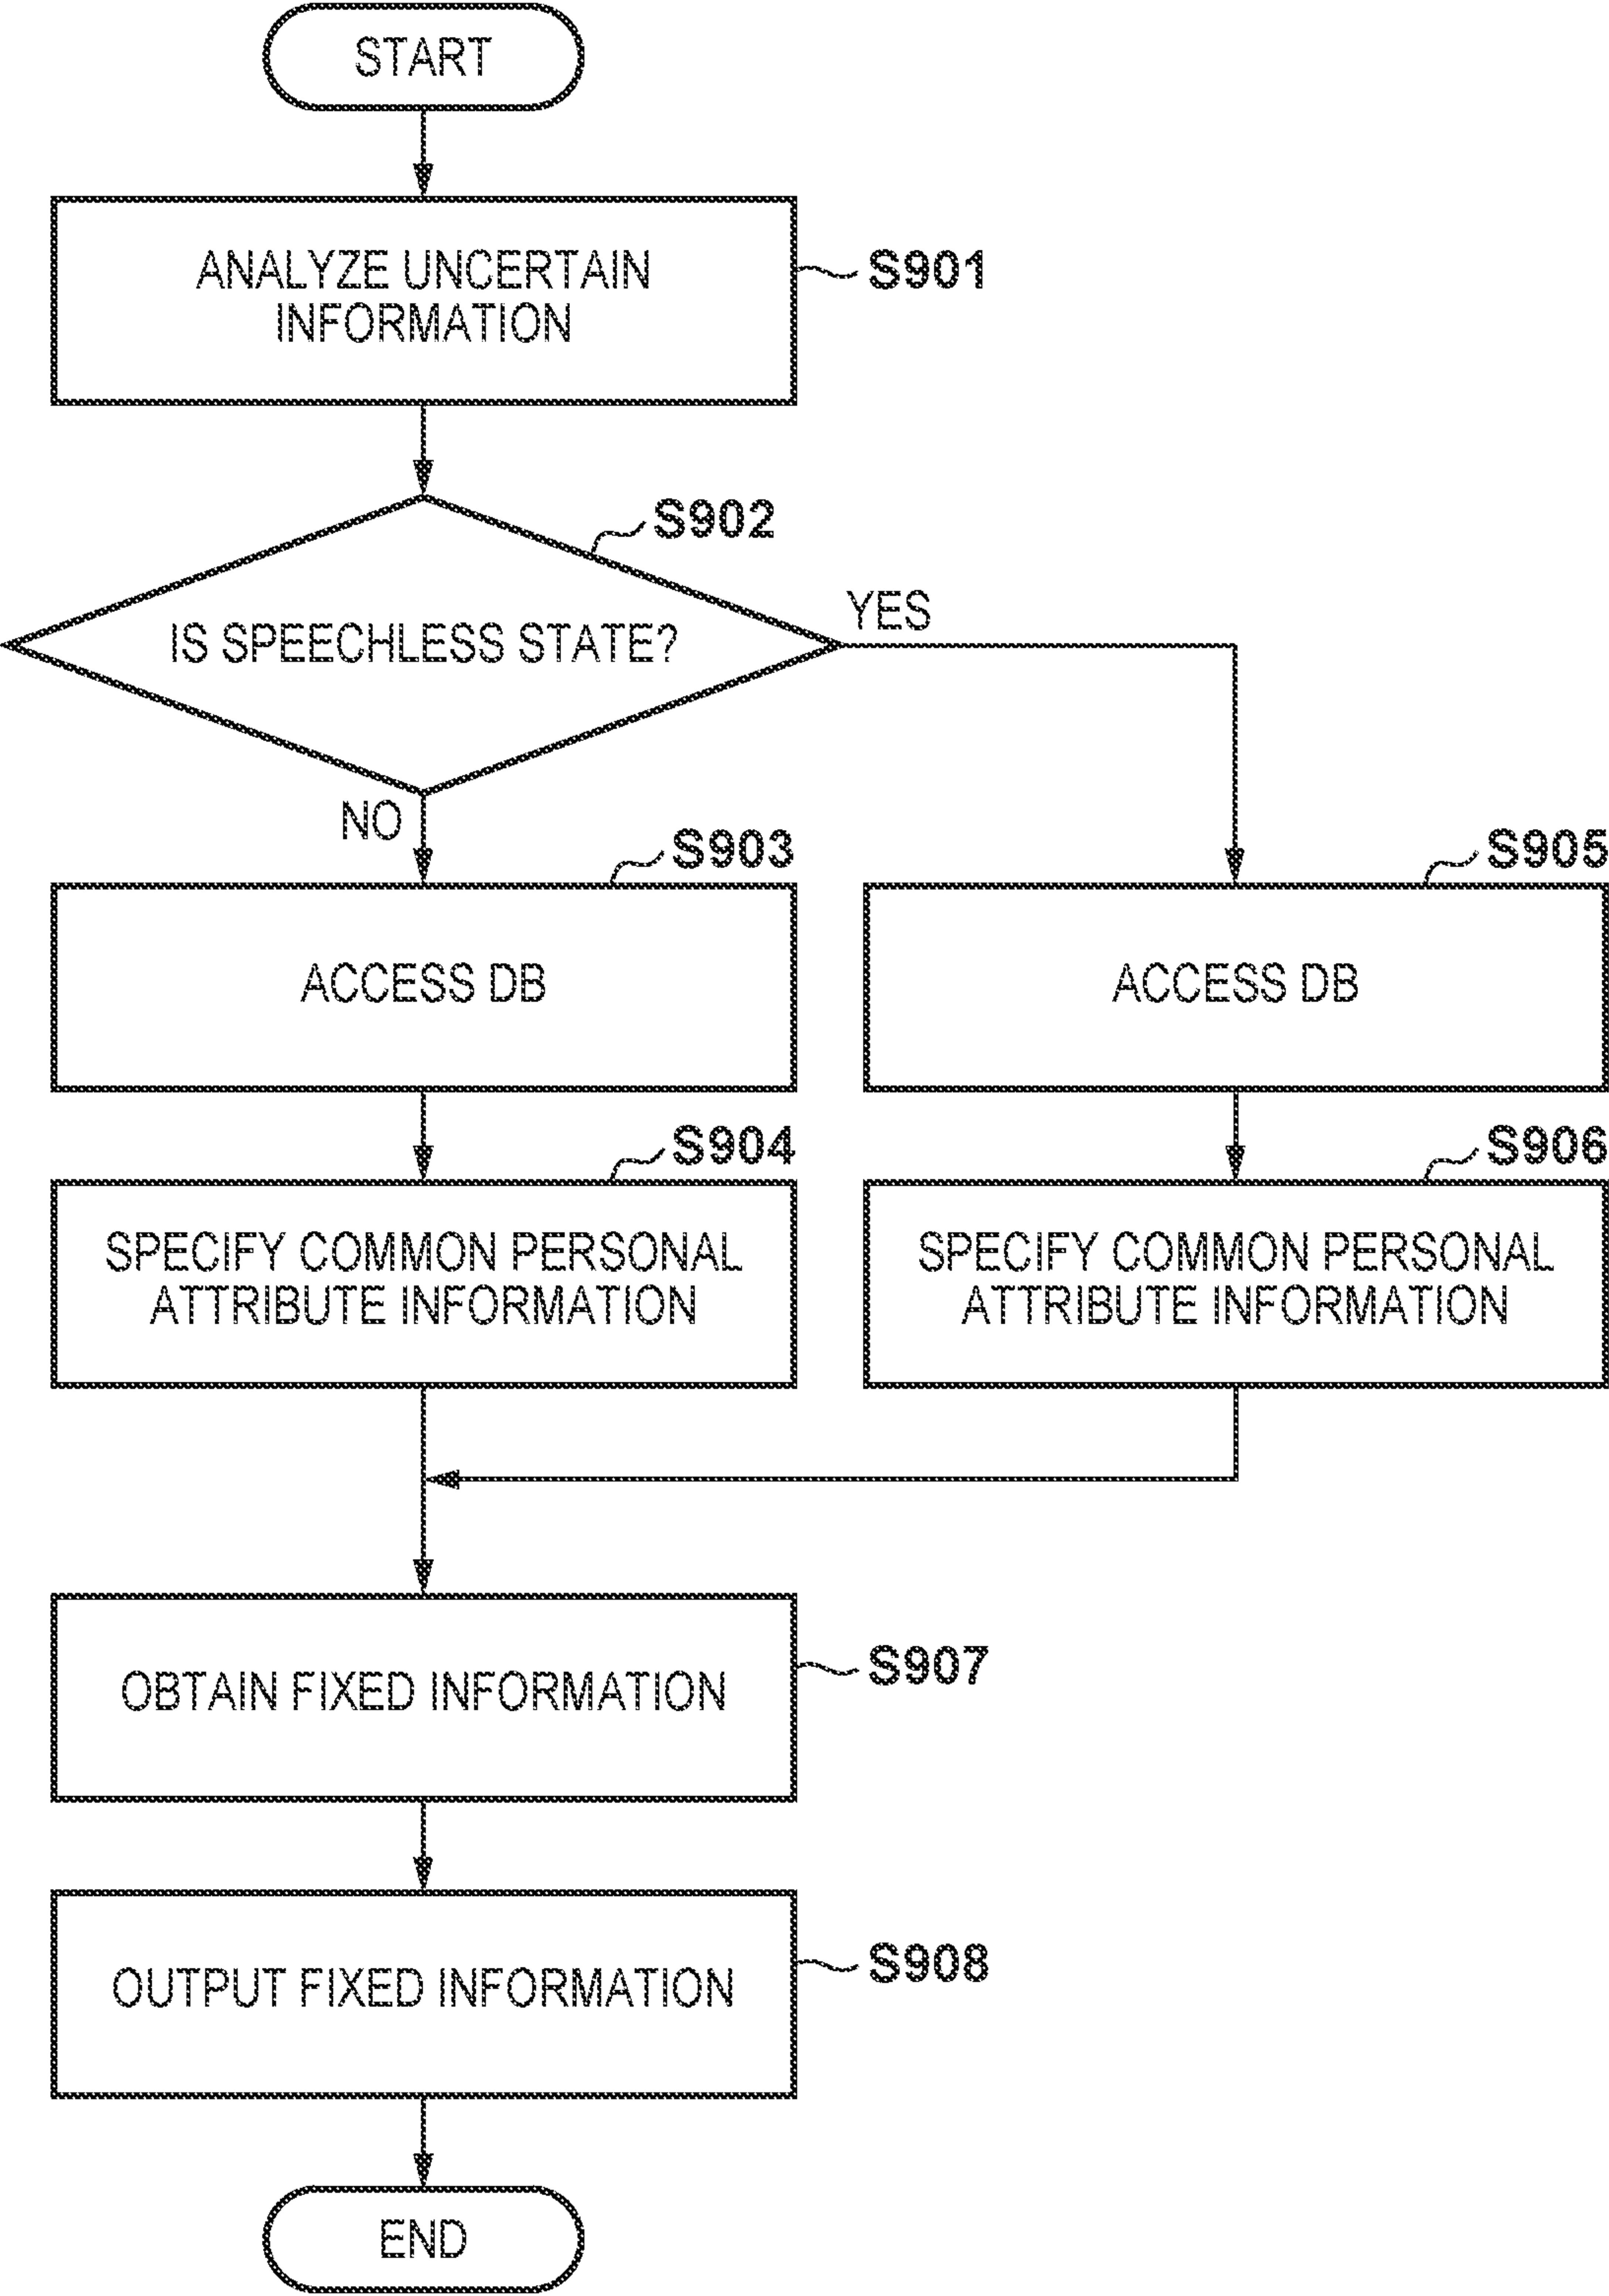 START
ANALYZE UNCERTAIN
INFORMATION
S901
S902
IS SPEECHLESS STATE?
YES
NO
S903
ACCESS DB
S905
ACCESS DB
S904
SPECIFY COMMON PERSONAL
ATTRIBUTE INFORMATION
S906
SPECIFY COMMON PERSONAL
ATTRIBUTE INFORMATION
OBTAIN FIXED INFORMATION
S907
OUTPUT FIXED INFORMATION
S908
END